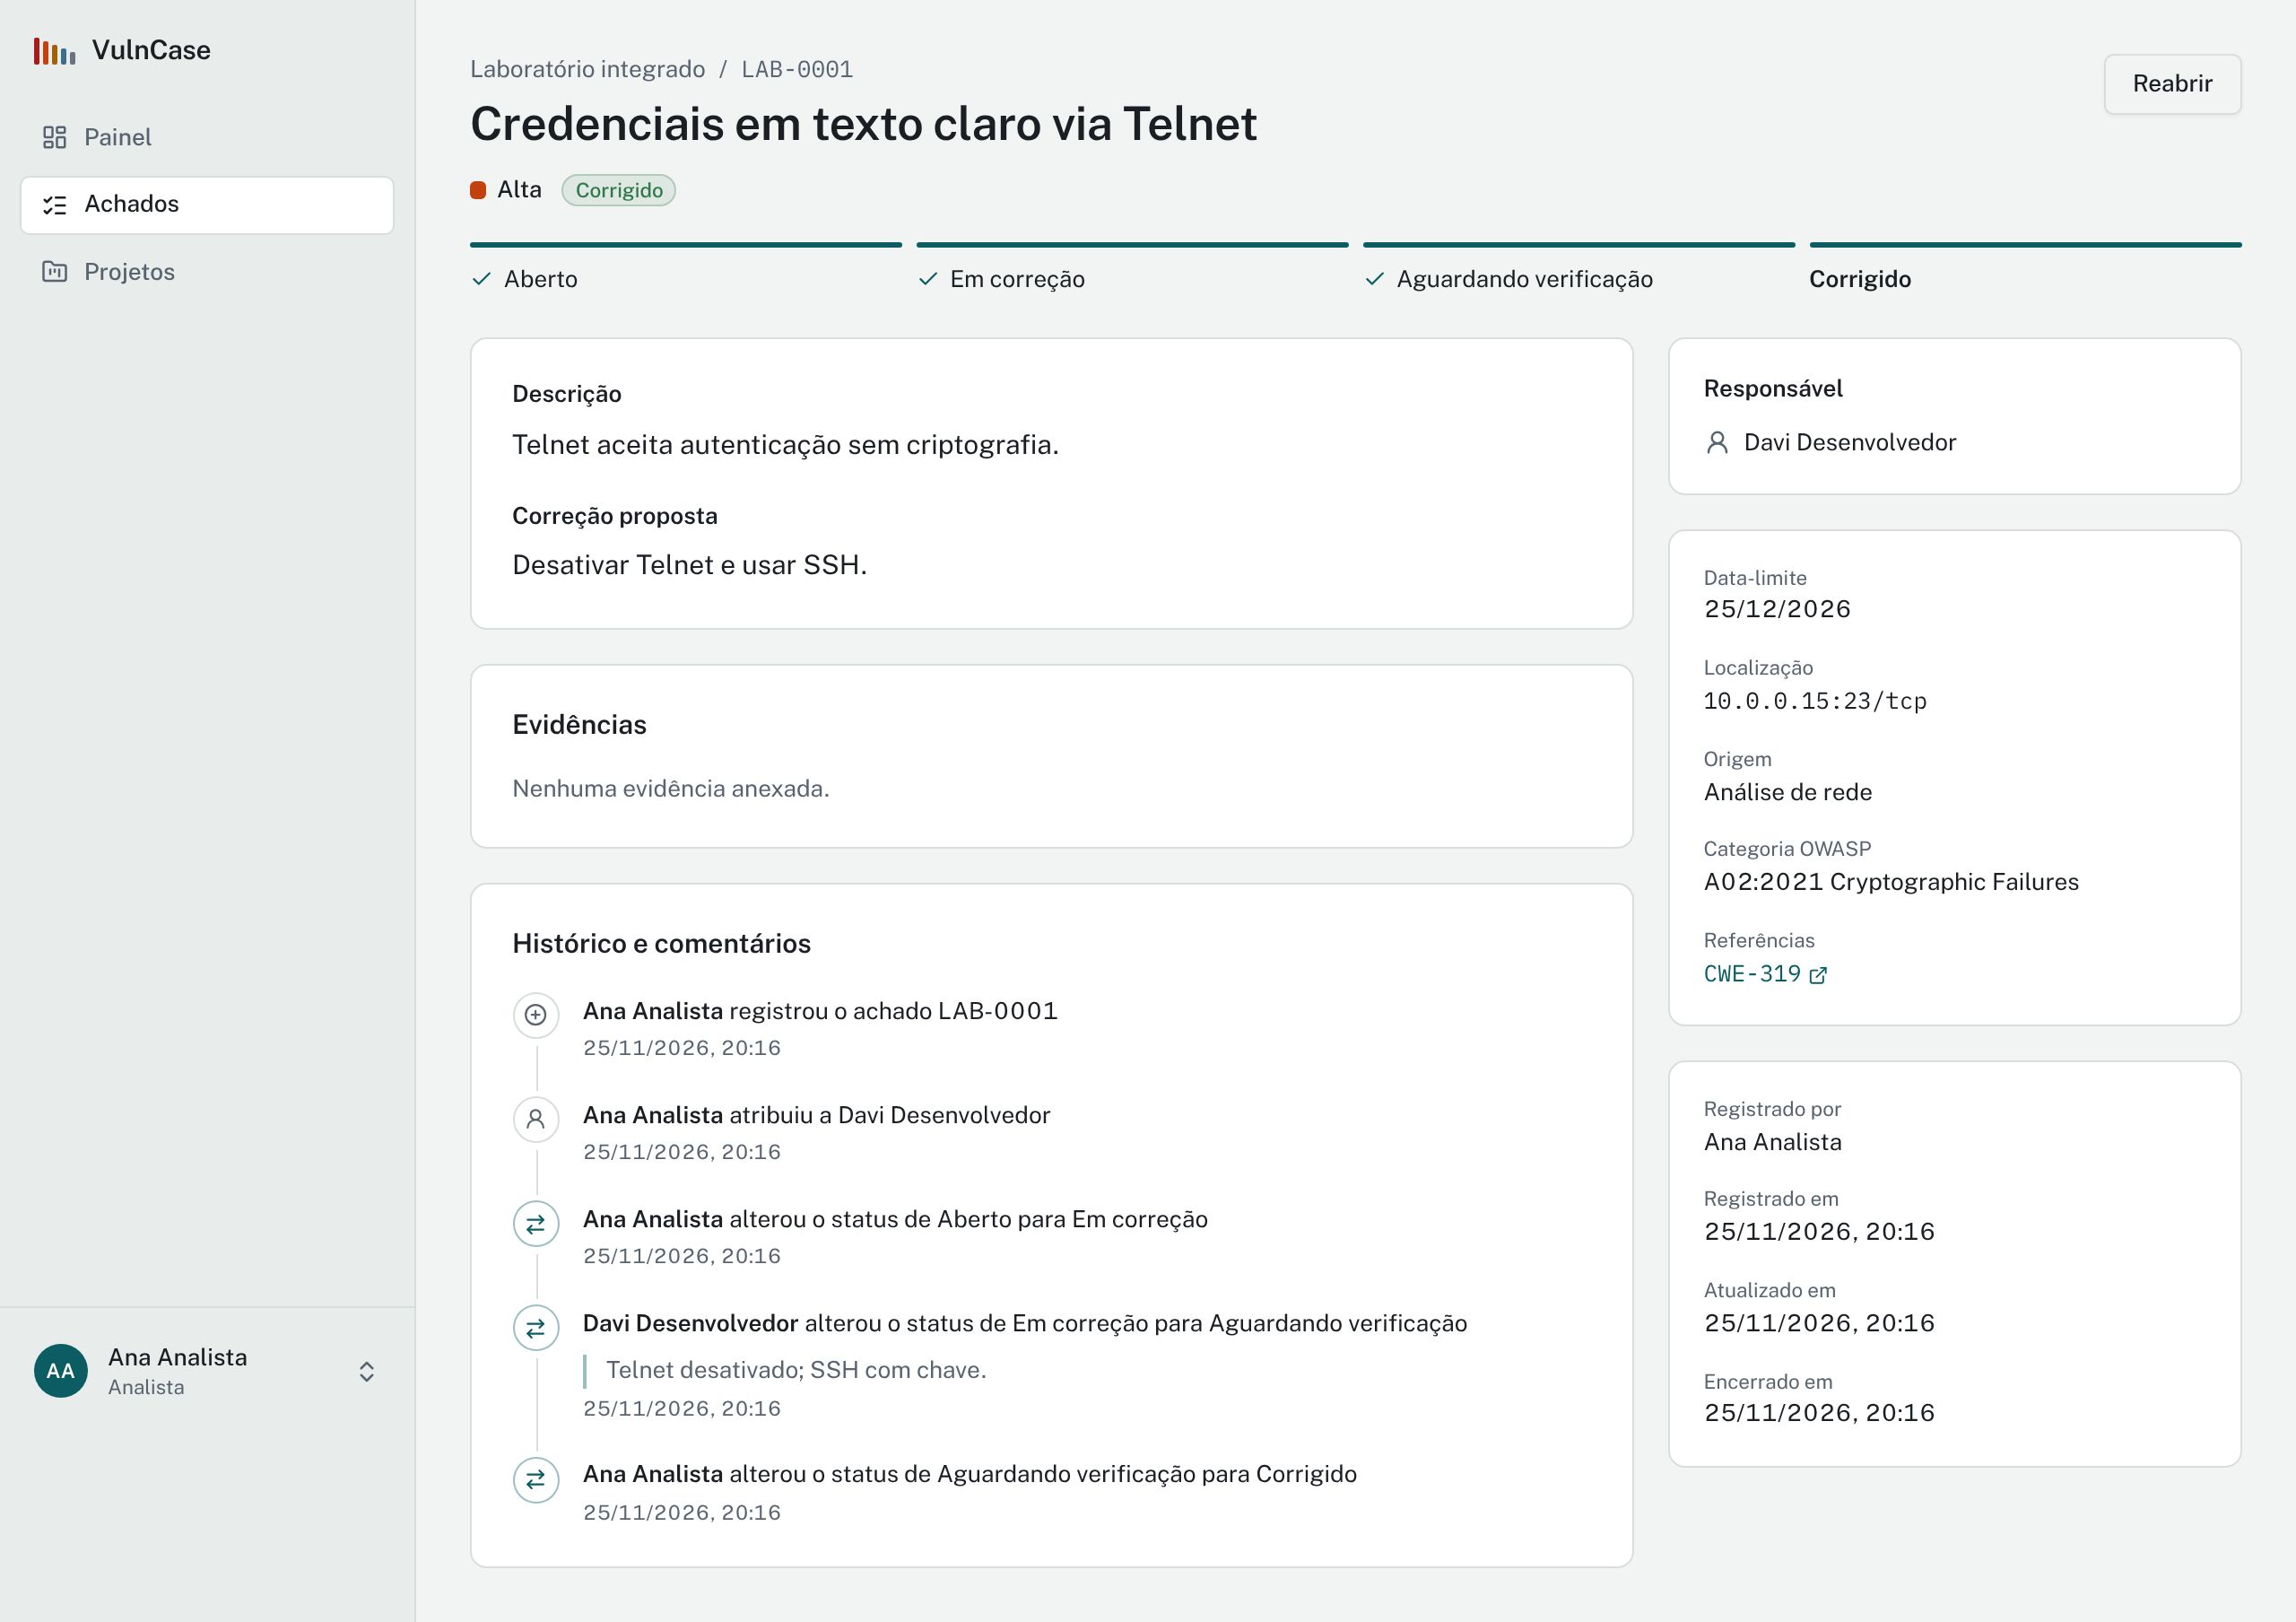 VulnCase
Painel
Achados
Projetos
AA
Ana Analista
Analista
Laboratório integrado / LAB-0001
Reabrir
Credenciais em texto claro via Telnet
Alta
Corrigido
Aberto
Em correção
Aguardando verificação
Corrigido
Descrição
Telnet aceita autenticação sem criptografia.
Correção proposta
Desativar Telnet e usar SSH.
Evidências
Nenhuma evidência anexada.
Histórico e comentários
Ana Analista registrou o achado LAB-0001
25/11/2026, 20:16
Ana Analista atribuiu a Davi Desenvolvedor
25/11/2026, 20:16
Ana Analista alterou o status de Aberto para Em correção
25/11/2026, 20:16
Davi Desenvolvedor alterou o status de Em correção para Aguardando verificação
Telnet desativado; SSH com chave.
25/11/2026, 20:16
Ana Analista alterou o status de Aguardando verificação para Corrigido
25/11/2026, 20:16
Responsável
Davi Desenvolvedor
Data-limite
25/12/2026
Localização
10.0.0.15:23/tcp
Origem
Análise de rede
Categoria OWASP
A02:2021 Cryptographic Failures
Referências
CWE-319
Registrado por
Ana Analista
Registrado em
25/11/2026, 20:16
Atualizado em
25/11/2026, 20:16
Encerrado em
25/11/2026, 20:16